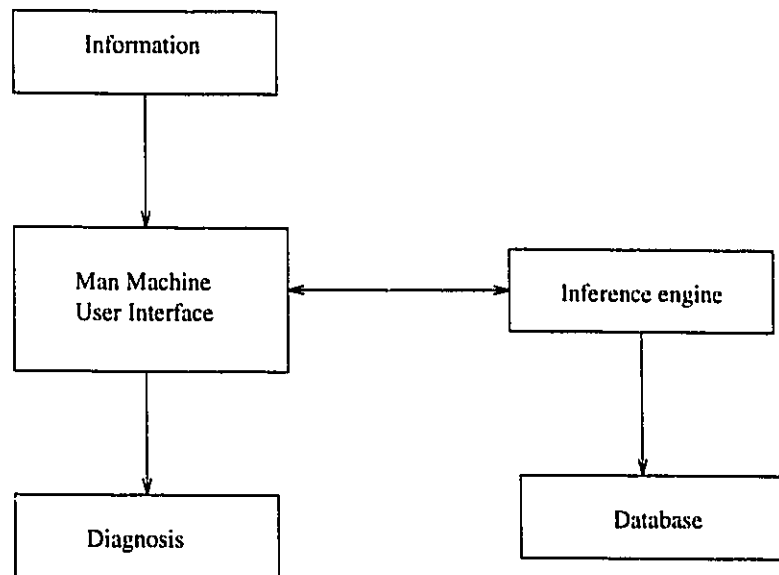 Information
Man Machine
User Interface
Inference engine
Diagnosis
Database